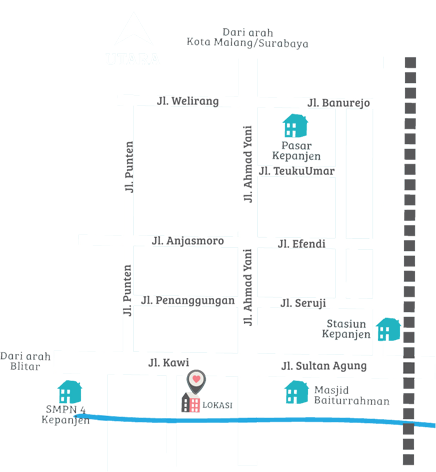 Dari arah
Kota Malang/Surabaya
Jl. Welirang
Jl. Banurejo
Jl. Punten
Jl. Ahmad Yani
Pasar
Kepanjen
Jl. TeukuUmar
Jl. Anjasmoro
Jl. Efendi
Jl. Punten
Jl. Ahmad Yani
Jl. Penanggungan
Jl. Seruji
Stasiun
Kepanjen
Dari arah
Blitar
Jl. Kawi
Jl. Sultan Agung
SMPN 4
Kepanjen
LOKASI
Masjid
Baiturrahman